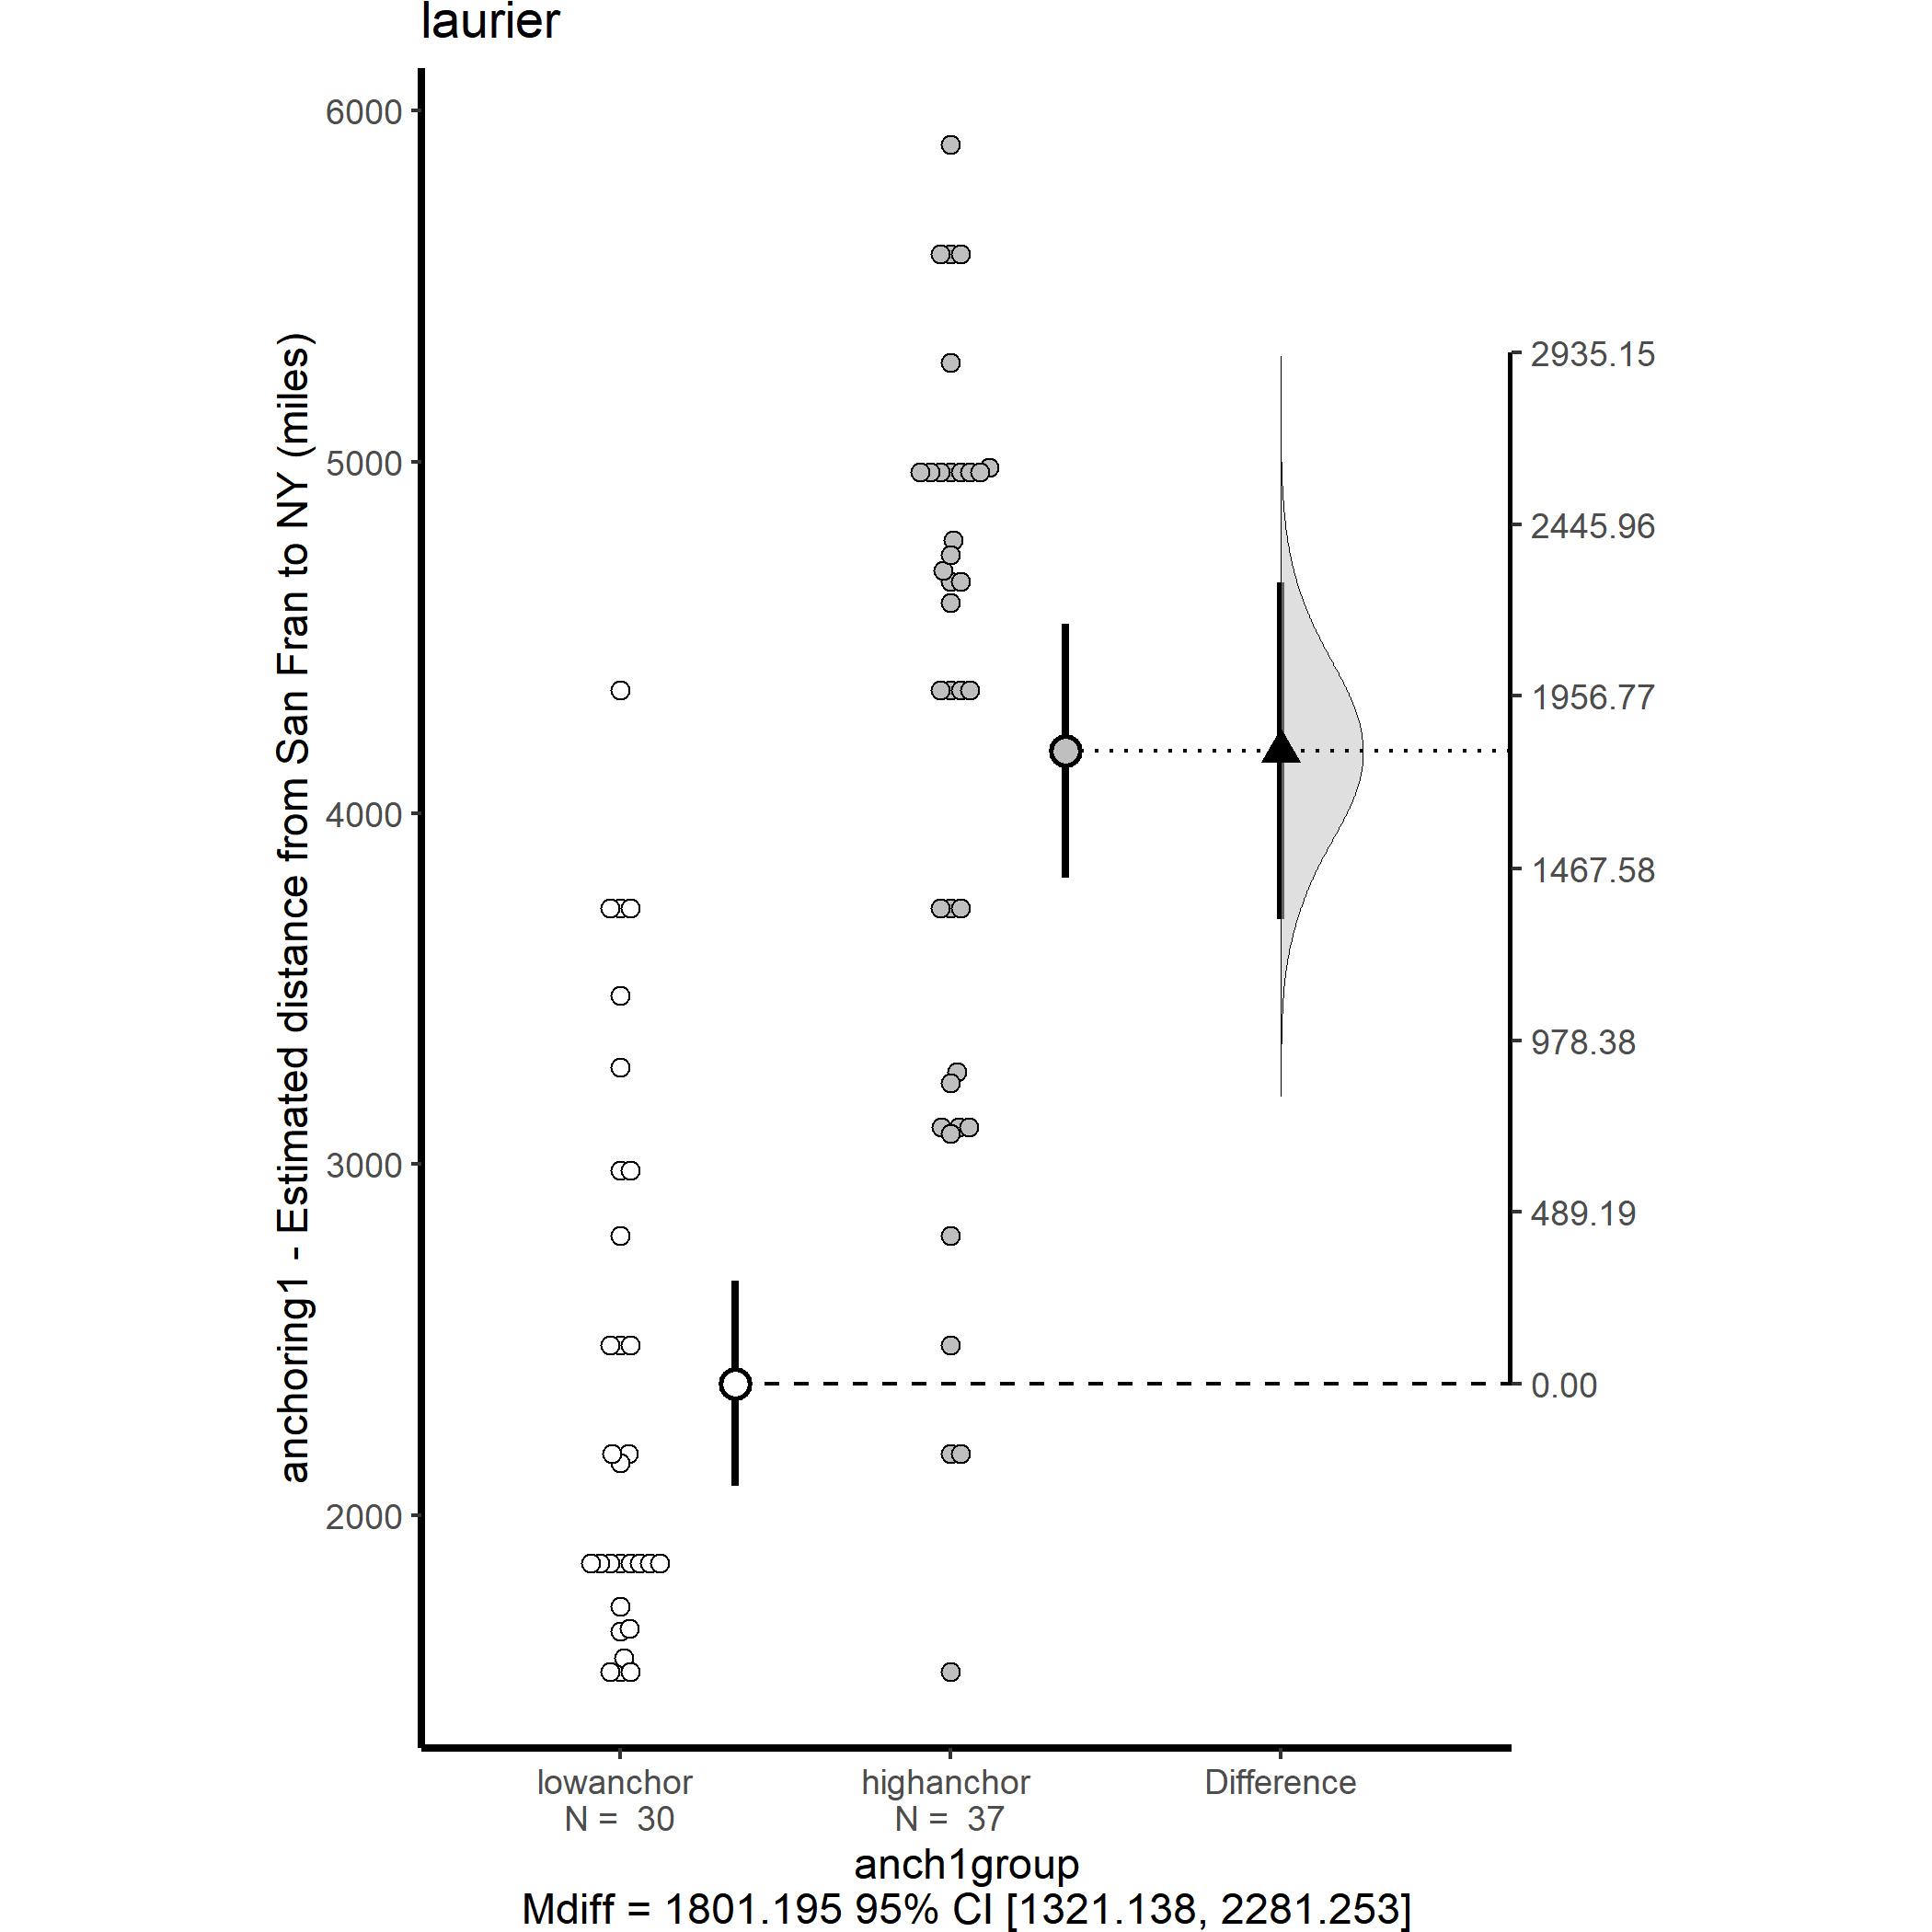 laurier
anchoring1 - Estimated distance from San Fran to NY (miles)
6000
5000
4000
3000
2000
2935.15
2445.96
1956.77
1467.58
978.38
489.19
0.00
lowanchor
N =  30
highanchor
N =  37
Difference
anch1group
Mdiff = 1801.195 95% CI [1321.138, 2281.253]